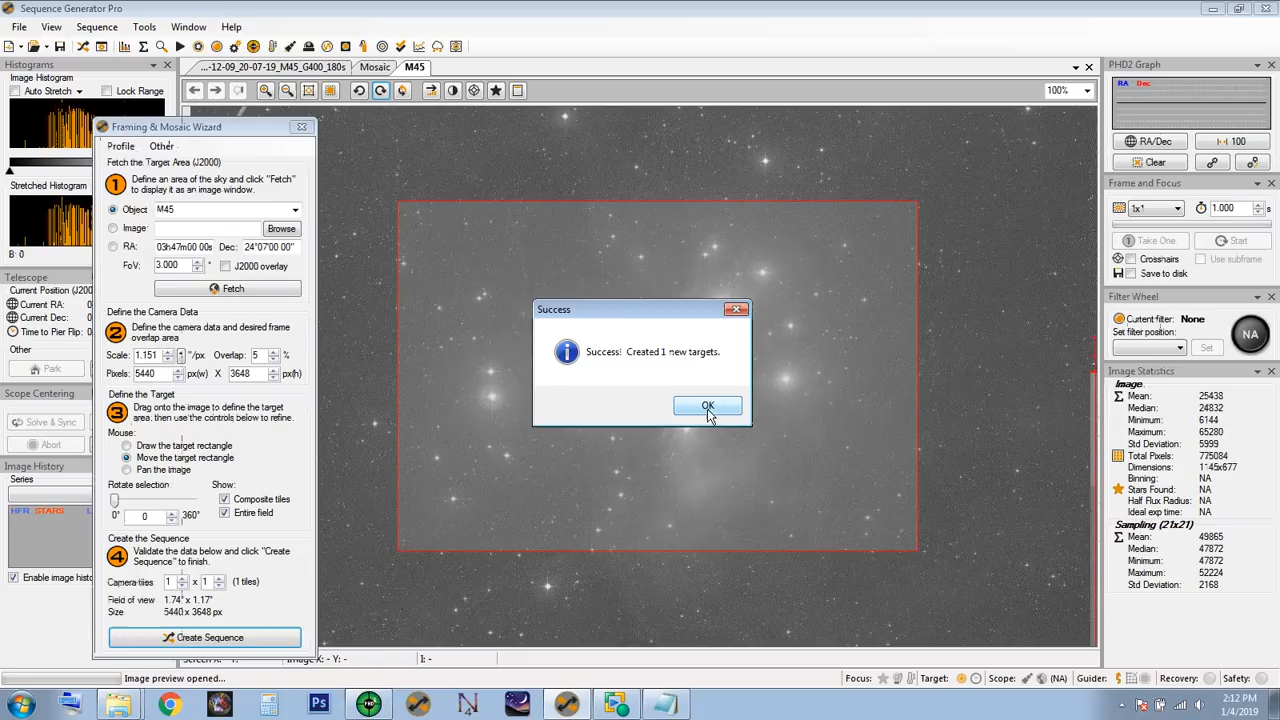 Sequence Generator Pro
File View Sequence Tools Window Help
Histograms
Image Histogram
Auto Stretch Lock Range
Stretched Histogram
B: 0
Telescope
Current Position (J2
Current RA:
Current Dec:
Time to Pier Flip:
Other
Park
Scope Centering
Solve & Sync
Abort
Image History
Series
HFR STARS
Enable image histo
Framing & Mosaic Wizard
Profile Other
Fetch the Target Area (J2000)
1 Define an area of the sky and click "Fetch"
to display it as an image window.
Object M45
Image: Browse
RA: 03h47m00 00s Dec: 24°07'00 00"
FoV: 3.000 ° J2000 overlay
Fetch
Define the Camera Data
2 Define the camera data and desired frame
overlap area
Scale: 1.151 "/px Overlap: 5 %
Pixels: 5440 px(w) X 3648 px(h)
Define the Target
3 Drag onto the image to define the target
area, then use the controls below to refine.
Mouse:
Draw the target rectangle
Move the target rectangle
Pan the image
Rotate selection Show:
Composite tiles
0° 0 360° Entire field
Create the Sequence
4 Validate the data below and click "Create
Sequence" to finish.
Camera tiles 1 x 1 (1 tiles)
Field of view 1.74° x 1.17°
Size 5440 x 3648 px
Create Sequence
...-12-09_20-07-19_M45_G400_180s Mosaic M45
100%
Success
Success! Created 1 new targets.
OK
Screen X: - Y: - Image X: - Y: - I: -
PHD2 Graph
RA Dec
RA/Dec 100
Clear
Frame and Focus
1x1 1.000
Take One Start
Crosshairs Use subframe
Save to disk
Filter Wheel
Current filter: None
Set filter position:
Set
NA
Image Statistics
Image
Mean: 25438
Median: 24832
Minimum: 6144
Maximum: 65280
Std Deviation: 5999
Total Pixels: 775084
Dimensions: 1145x677
Binning: NA
Stars Found: NA
Half Flux Radius: NA
Ideal exp time: NA
Sampling (21x21)
Mean: 49865
Median: 47872
Minimum: 47872
Maximum: 52224
Std Deviation: 2168
Image preview opened...
Focus: Target: Scope: (NA) Guider: Recovery: Safety:
Ps
2:12 PM
1/4/2019